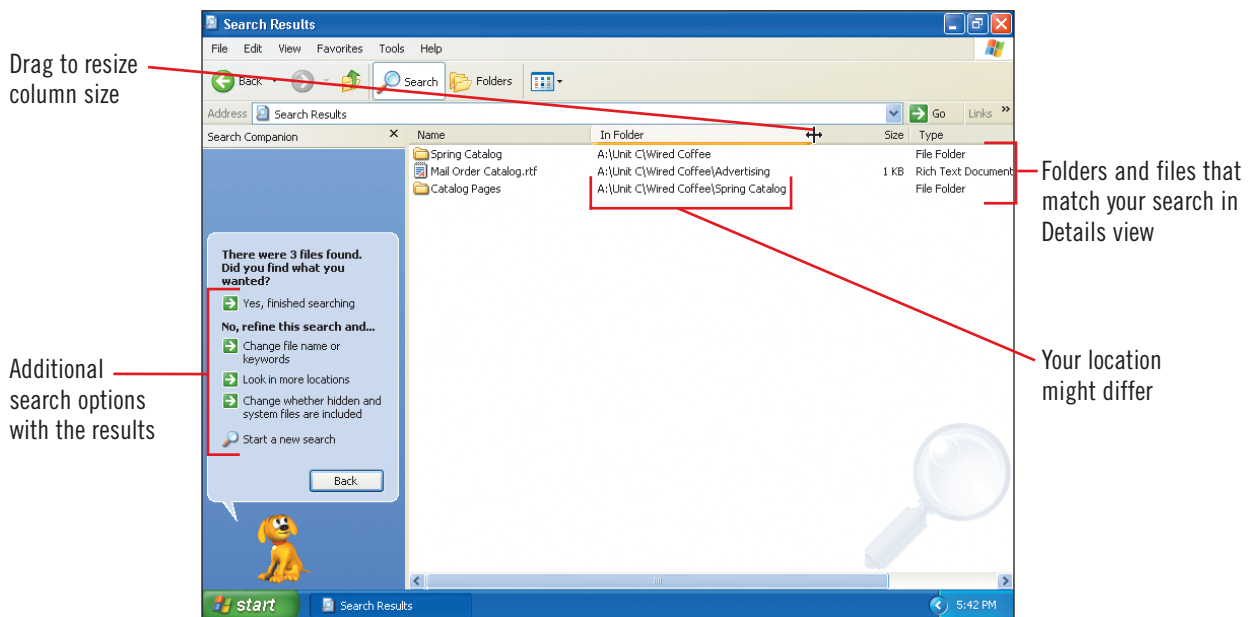 Search Results
File Edit View Favorites Tools Help
Back Search Folders
Address Search Results Go Links »
Search Companion X
Name In Folder Size Type
Spring Catalog A:\Unit C\Wired Coffee File Folder
Mail Order Catalog.rtf A:\Unit C\Wired Coffee\Advertising 1 KB Rich Text Document
Catalog Pages A:\Unit C\Wired Coffee\Spring Catalog File Folder
There were 3 files found.
Did you find what you
wanted?
Yes, finished searching
No, refine this search and...
Change file name or
keywords
Look in more locations
Change whether hidden and
system files are included
Start a new search
Back
start Search Results 5:42 PM
Drag to resize
column size
Additional
search options
with the results
Folders and files that
match your search in
Details view
Your location
might differ